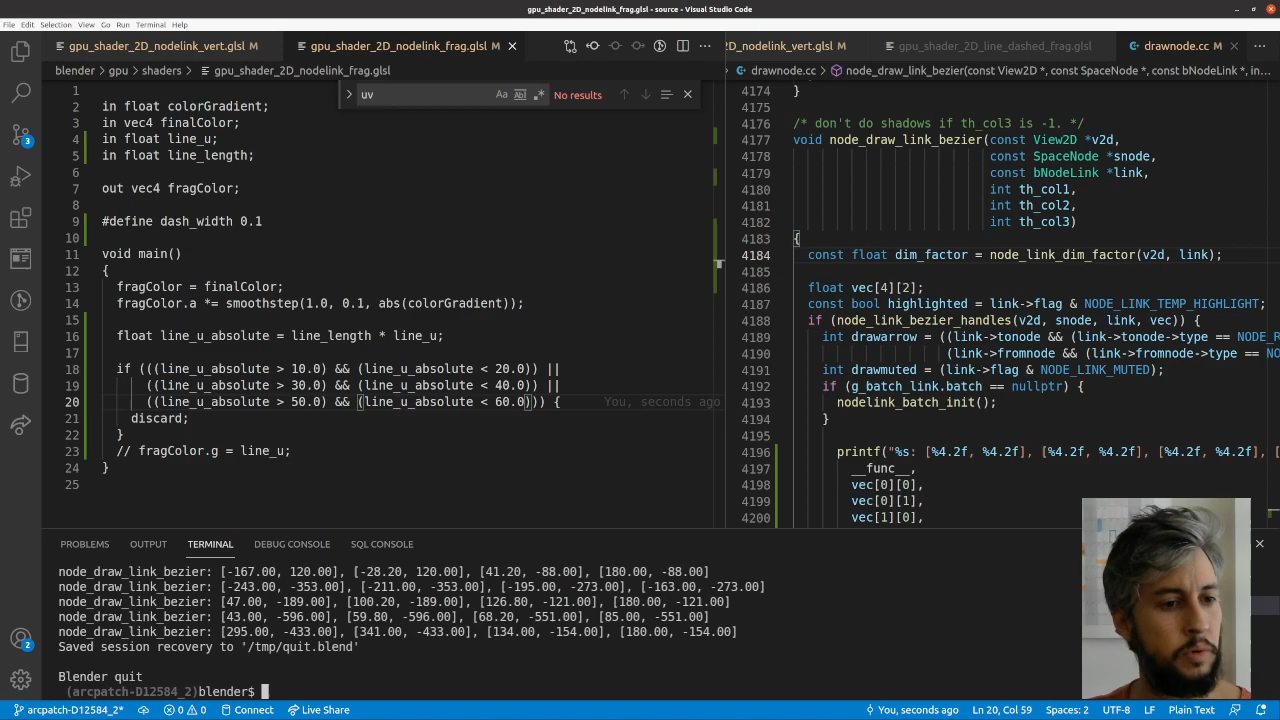 gpu_shader_2D_nodelink_frag.glsl - source - Visual Studio Code
File Edit Selection View Go Run Terminal Help
gpu_shader_2D_nodelink_vert.glsl M
gpu_shader_2D_nodelink_frag.glsl M
2D_nodelink_vert.glsl M
gpu_shader_2D_line_dashed_frag.glsl
drawnode.cc M
blender > gpu > shaders > gpu_shader_2D_nodelink_frag.glsl
drawnode.cc > node_draw_link_bezier(const View2D *, const SpaceNode *, const bNodeLink *, in...
uv
Aa
No results
1
2 in float colorGradient;
3 in vec4 finalColor;
4 in float line_u;
5 in float line_length;
6
7 out vec4 fragColor;
8
9 #define dash_width 0.1
10
11 void main()
12 {
13 fragColor = finalColor;
14 fragColor.a *= smoothstep(1.0, 0.1, abs(colorGradient));
15
16 float line_u_absolute = line_length * line_u;
17
18 if (((line_u_absolute > 10.0) && (line_u_absolute < 20.0)) ||
19 ((line_u_absolute > 30.0) && (line_u_absolute < 40.0)) ||
20 ((line_u_absolute > 50.0) && (line_u_absolute < 60.0))) { You, seconds ago
21 discard;
22 }
23 // fragColor.g = line_u;
24 }
25
4174 }
4175
4176 /* don't do shadows if th_col3 is -1. */
4177 void node_draw_link_bezier(const View2D *v2d,
4178 const SpaceNode *snode,
4179 const bNodeLink *link,
4180 int th_col1,
4181 int th_col2,
4182 int th_col3)
4183 {
4184 const float dim_factor = node_link_dim_factor(v2d, link);
4185
4186 float vec[4][2];
4187 const bool highlighted = link->flag & NODE_LINK_TEMP_HIGHLIGHT;
4188 if (node_link_bezier_handles(v2d, snode, link, vec)) {
4189 int drawarrow = ((link->tonode && (link->tonode->type == NODE_R
4190 (link->fromnode && (link->fromnode->type == NO
4191 int drawmuted = (link->flag & NODE_LINK_MUTED);
4192 if (g_batch_link.batch == nullptr) {
4193 nodelink_batch_init();
4194 }
4195
4196 printf("%s: [%4.2f, %4.2f], [%4.2f, %4.2f], [%4.2f, %4.2f], [
4197 __func__,
4198 vec[0][0],
4199 vec[0][1],
4200 vec[1][0],
PROBLEMS OUTPUT TERMINAL DEBUG CONSOLE SQL CONSOLE
node_draw_link_bezier: [-167.00, 120.00], [-28.20, 120.00], [41.20, -88.00], [180.00, -88.00]
node_draw_link_bezier: [-243.00, -353.00], [-211.00, -353.00], [-195.00, -273.00], [-163.00, -273.00]
node_draw_link_bezier: [47.00, -189.00], [100.20, -189.00], [126.80, -121.00], [180.00, -121.00]
node_draw_link_bezier: [43.00, -596.00], [59.80, -596.00], [68.20, -551.00], [85.00, -551.00]
node_draw_link_bezier: [295.00, -433.00], [341.00, -433.00], [134.00, -154.00], [180.00, -154.00]
Saved session recovery to '/tmp/quit.blend'
Blender quit
(arcpatch-D12584_2)blender$
3
2
arcpatch-D12584_2* 0 0 Connect Live Share You, seconds ago Ln 20, Col 59 Spaces: 2 UTF-8 LF Plain Text